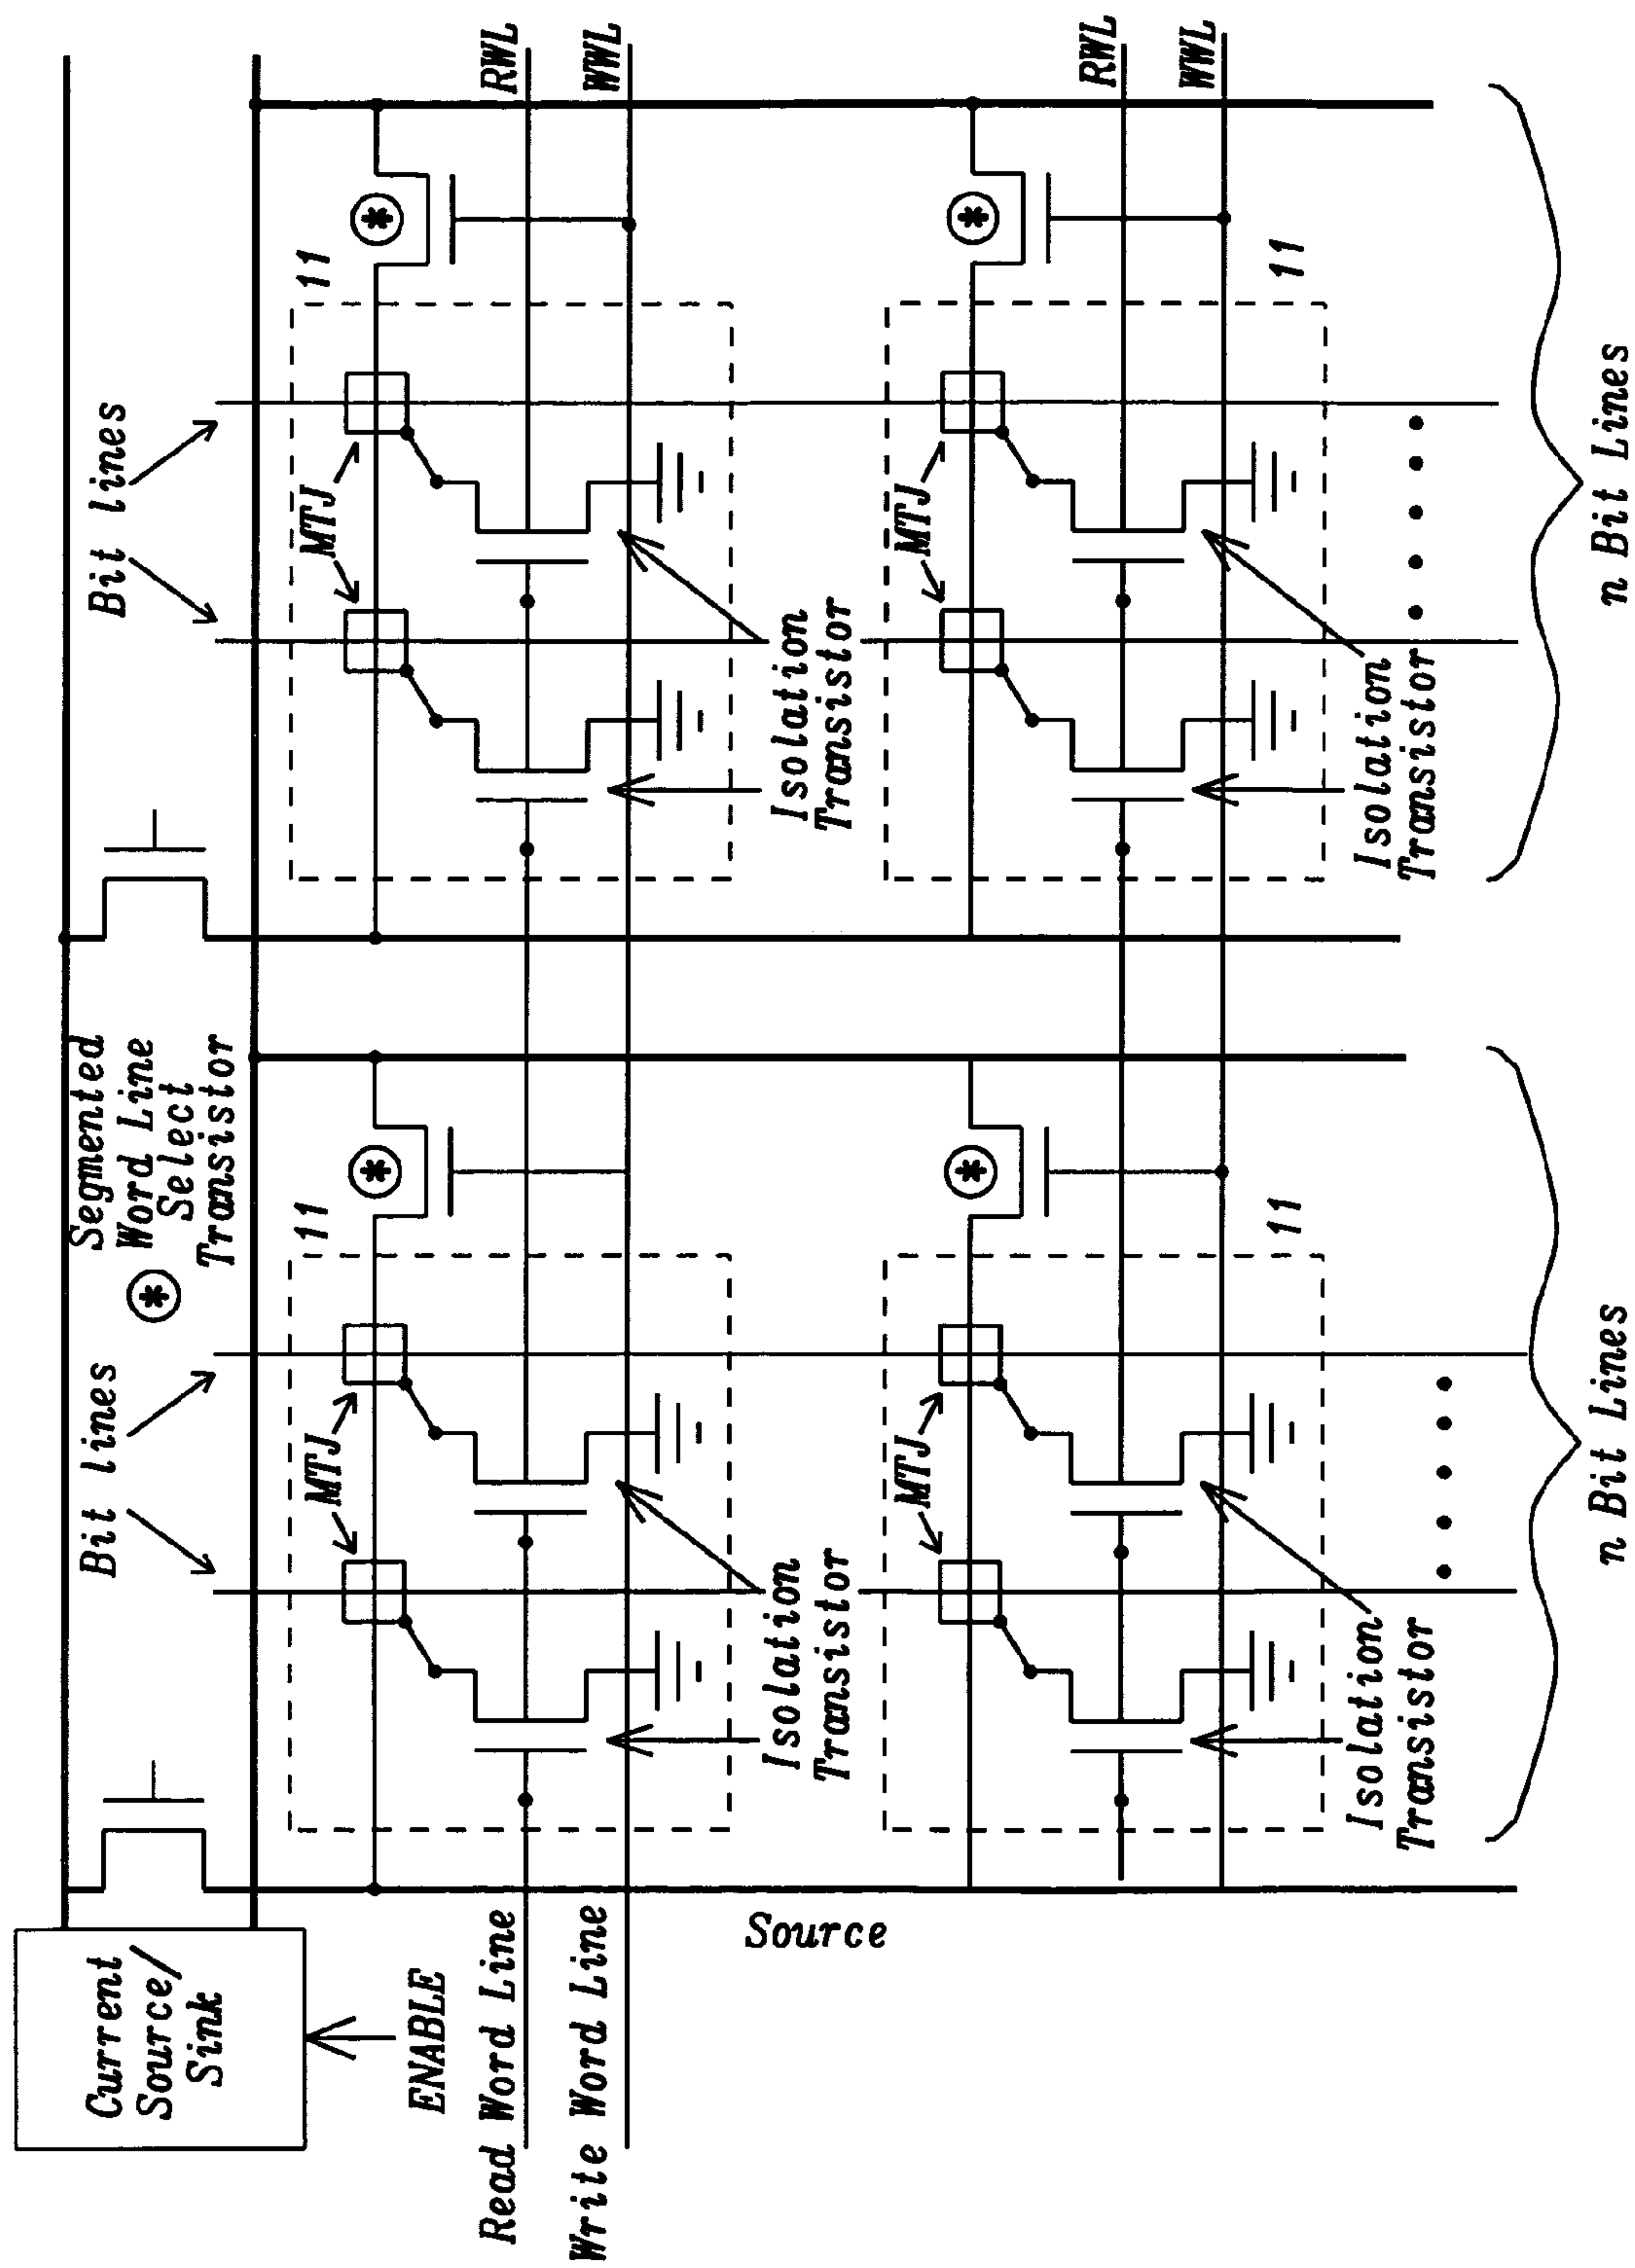 Current
Source/
Sink
Bit lines
Segmented
Word Line
Select
Transistor
*
Bit lines
11
*
11
*
MTJ
MTJ
ENABLE
Read Word Line
RWL
Write Word Line
WWL
Source
Isolation
Transistor
Isolation
Transistor
MTJ
*
MTJ
*
RWL
WWL
11
11
Isolation
Transistor
Isolation
Transistor
n Bit Lines
n Bit Lines